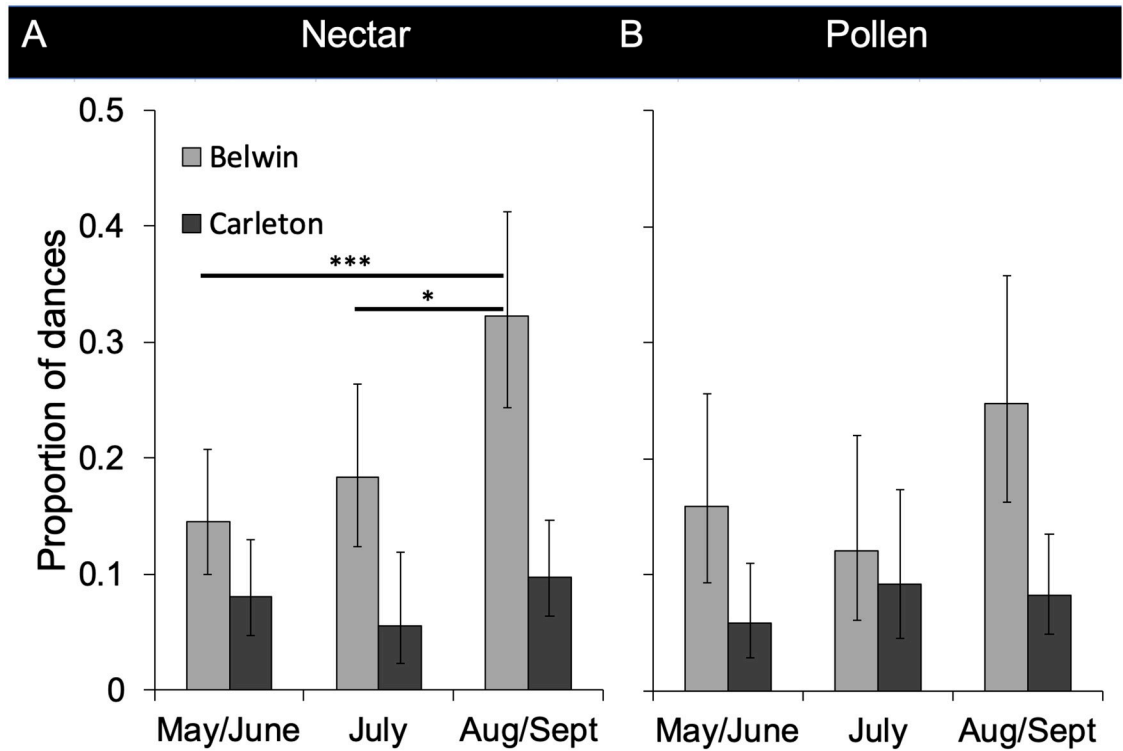 A Nectar B Pollen
Proportion of dances
0.5
0.4
0.3
0.2
0.1
0
Belwin
Carleton
***
*
May/June July Aug/Sept
May/June July Aug/Sept